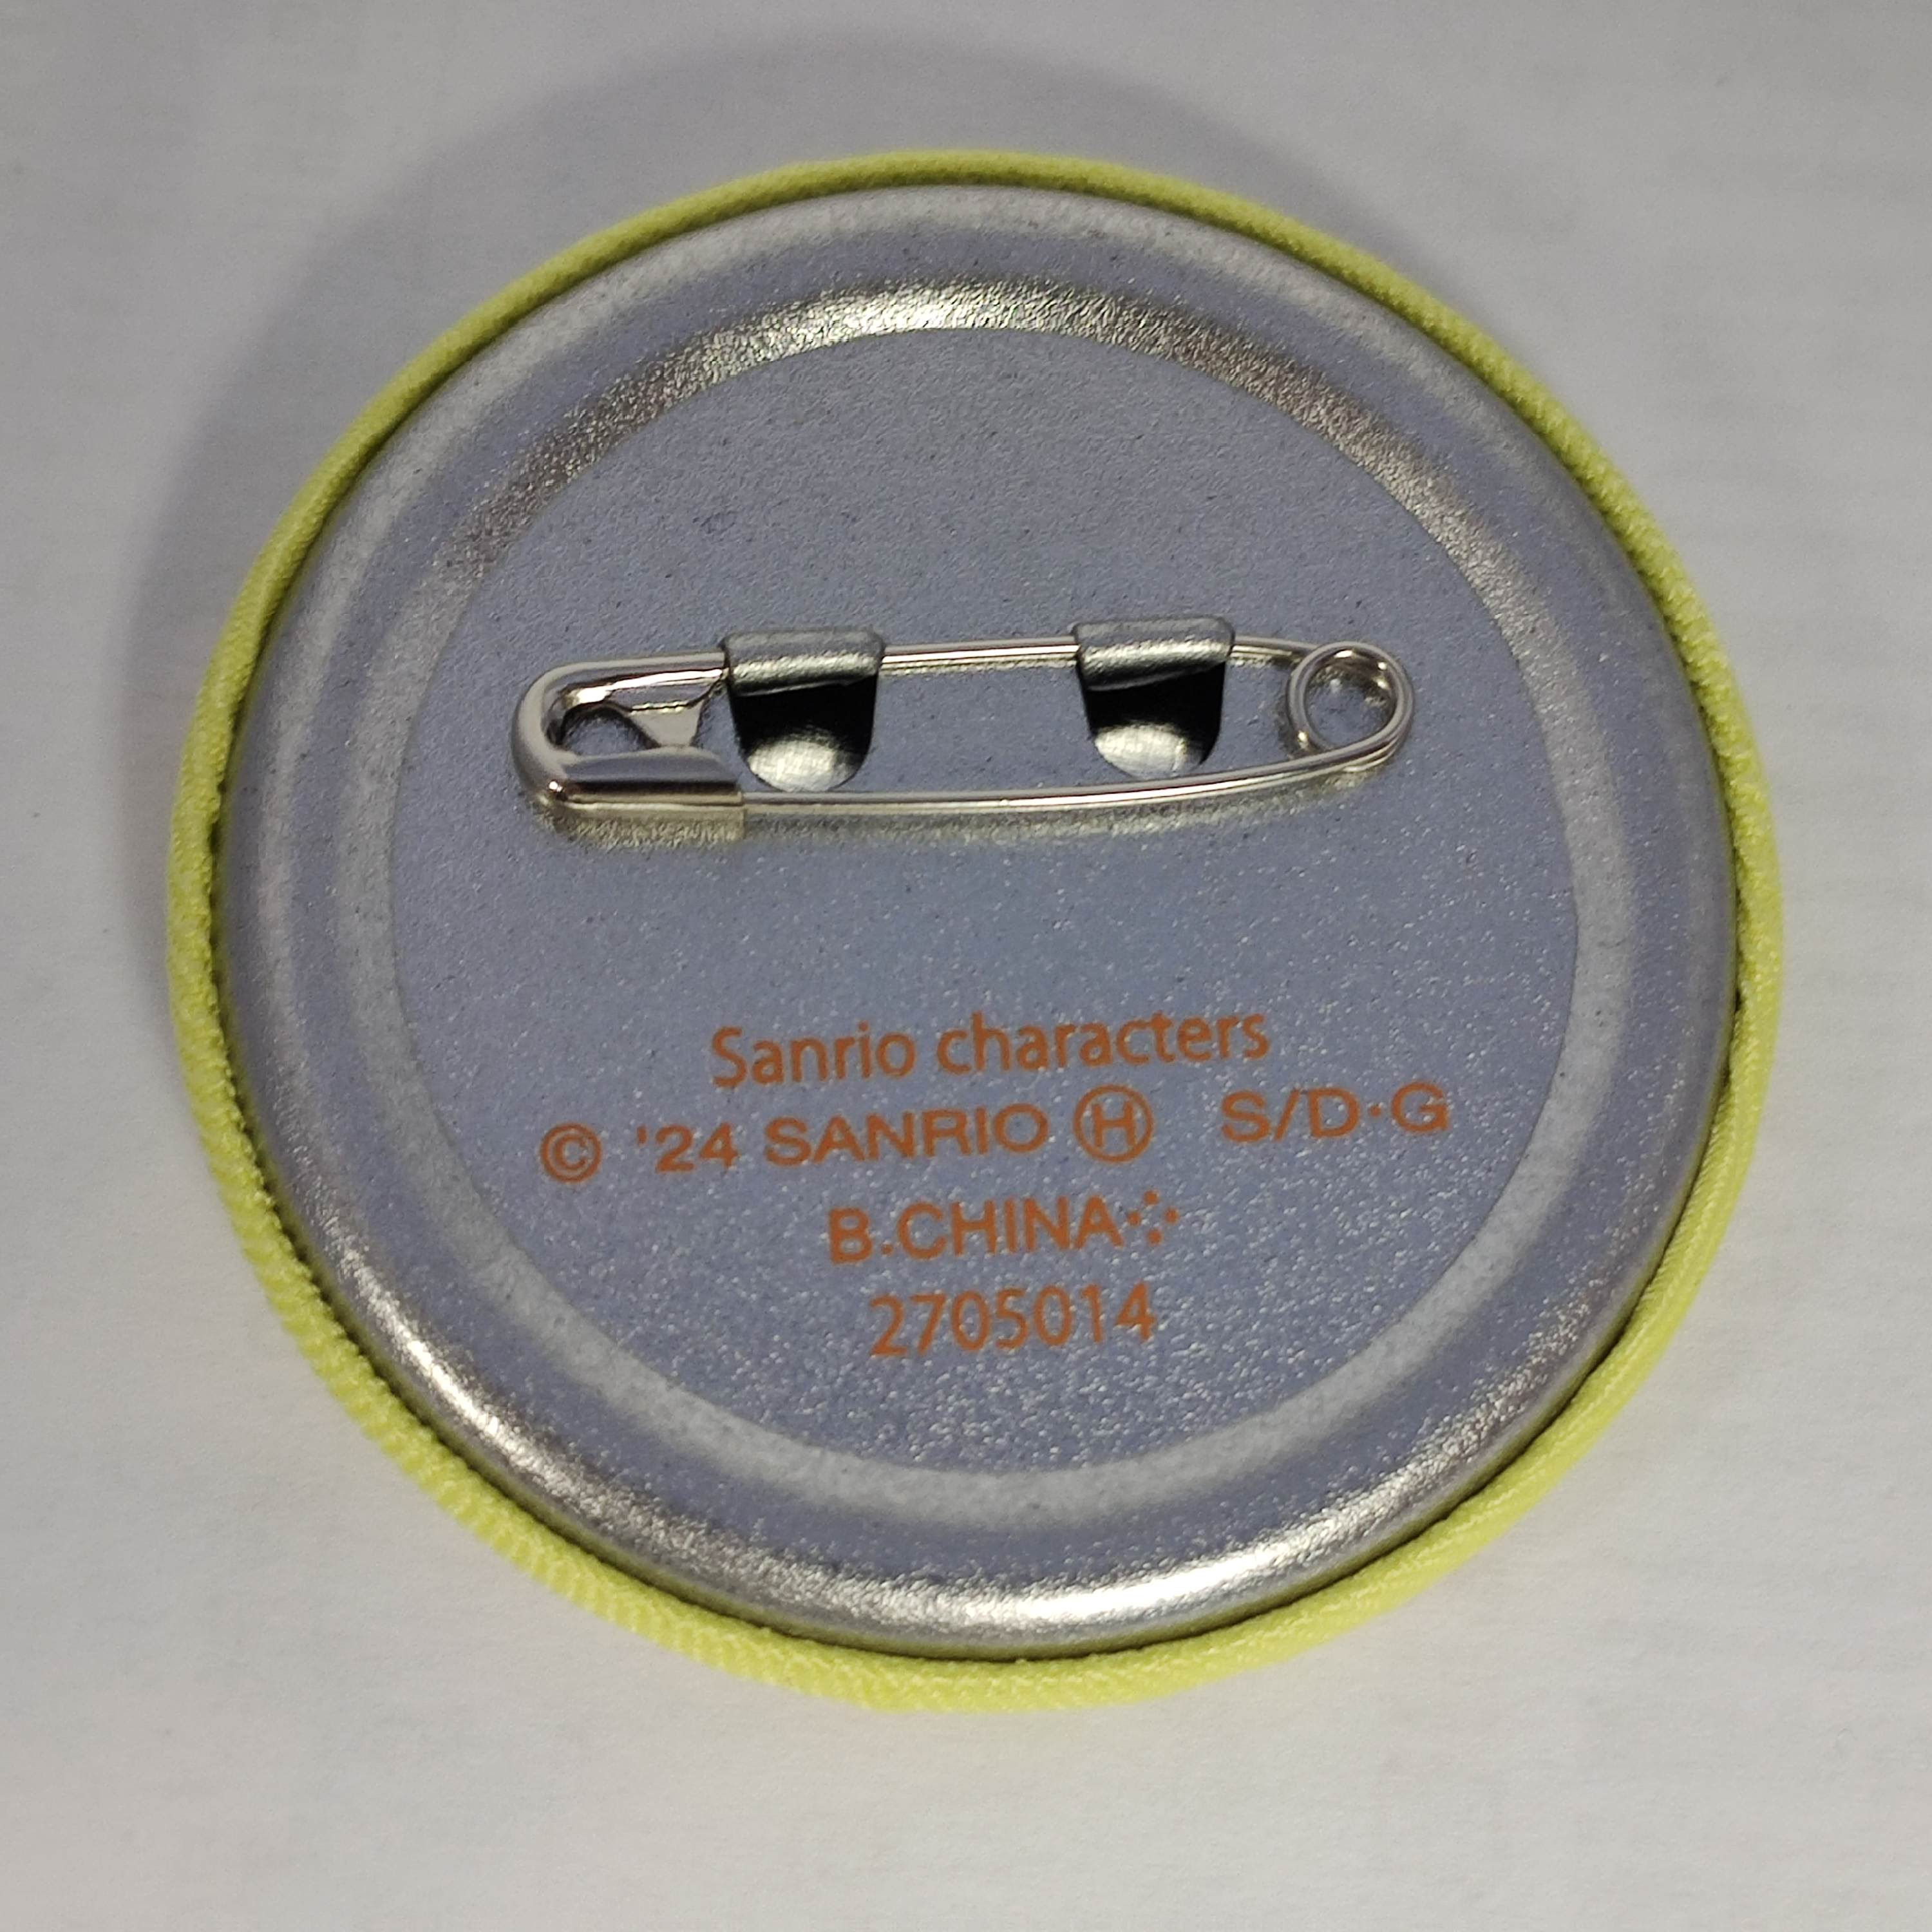 Sanrio characters
© '24 SANRIO Ⓗ S/D·G
B.CHINA⁘
2705014